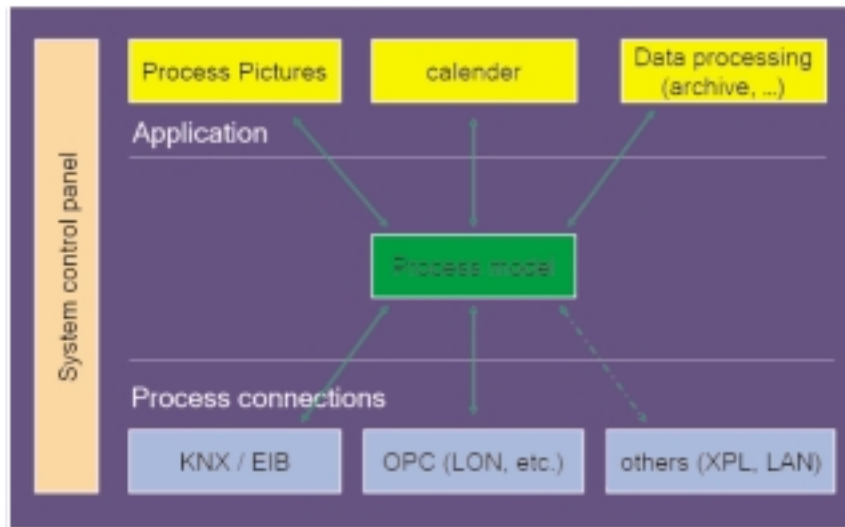 System control panel
Process Pictures
calender
Data processing
(archive, ...)
Application
Process model
Process connections
KNX / EIB
OPC (LON, etc.)
others (XPL, LAN)